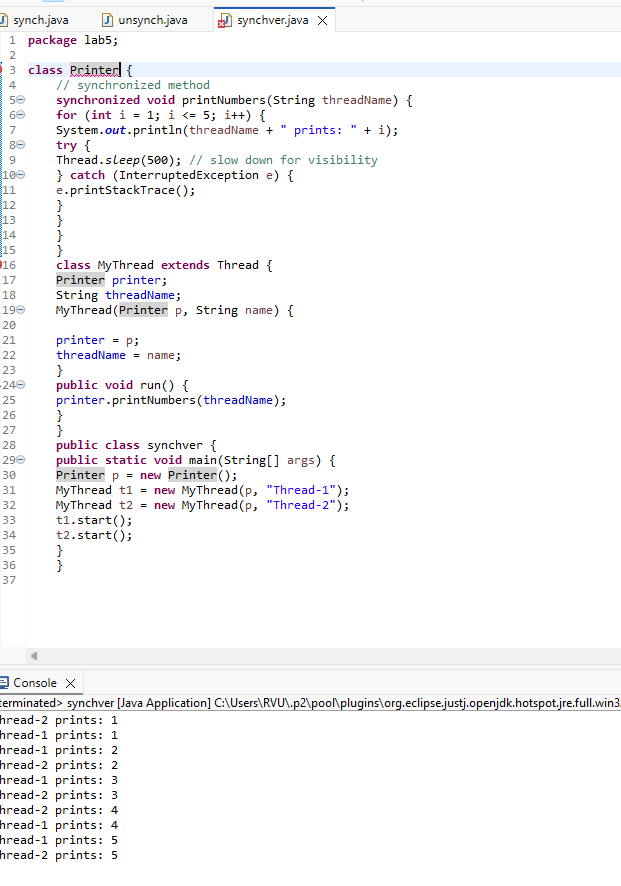 synch.java unsynch.java synchver.java
1 package lab5;
2
3 class Printer {
4 // synchronized method
5 synchronized void printNumbers(String threadName) {
6 for (int i = 1; i <= 5; i++) {
7 System.out.println(threadName + " prints: " + i);
8 try {
9 Thread.sleep(500); // slow down for visibility
10 } catch (InterruptedException e) {
11 e.printStackTrace();
12 }
13 }
14 }
15 }
16 class MyThread extends Thread {
17 Printer printer;
18 String threadName;
19 MyThread(Printer p, String name) {
20
21 printer = p;
22 threadName = name;
23 }
24 public void run() {
25 printer.printNumbers(threadName);
26 }
27 }
28 public class synchver {
29 public static void main(String[] args) {
30 Printer p = new Printer();
31 MyThread t1 = new MyThread(p, "Thread-1");
32 MyThread t2 = new MyThread(p, "Thread-2");
33 t1.start();
34 t2.start();
35 }
36 }
37
Console
terminated> synchver [Java Application] C:\Users\RVU\.p2\pool\plugins\org.eclipse.justj.openjdk.hotspot.jre.full.win3
hread-2 prints: 1
hread-1 prints: 1
hread-1 prints: 2
hread-2 prints: 2
hread-1 prints: 3
hread-2 prints: 3
hread-2 prints: 4
hread-1 prints: 4
hread-1 prints: 5
hread-2 prints: 5